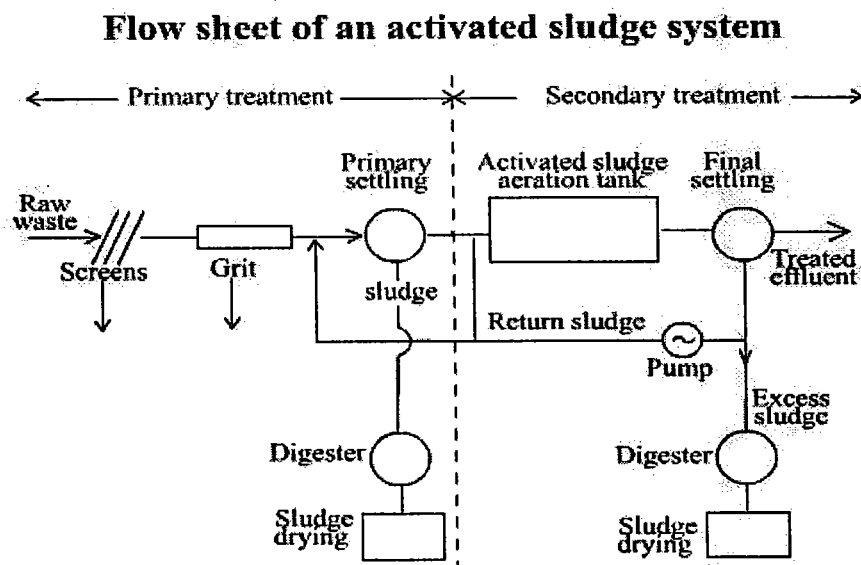 Flow sheet of an activated sludge system
Primary treatment
Secondary treatment
Raw
waste
Screens
Grit
Primary
settling
sludge
Activated sludge
aeration tank
Final
settling
Treated
effluent
Return sludge
Pump
Excess
sludge
Digester
Sludge
drying
Digester
Sludge
drying